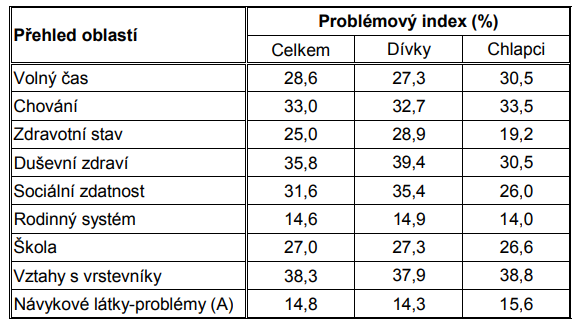 Přehled oblastí Problémový index (%)
Celkem Dívky Chlapci
Volný čas 28,6 27,3 30,5
Chování 33,0 32,7 33,5
Zdravotní stav 25,0 28,9 19,2
Duševní zdraví 35,8 39,4 30,5
Sociální zdatnost 31,6 35,4 26,0
Rodinný systém 14,6 14,9 14,0
Škola 27,0 27,3 26,6
Vztahy s vrstevníky 38,3 37,9 38,8
Návykové látky-problémy (A) 14,8 14,3 15,6